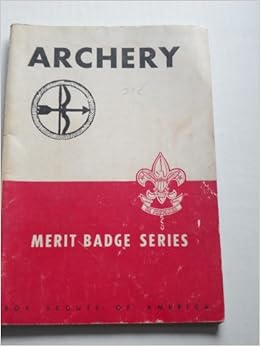 ARCHERY
MERIT BADGE SERIES
BOY SCOUTS OF AMERICA